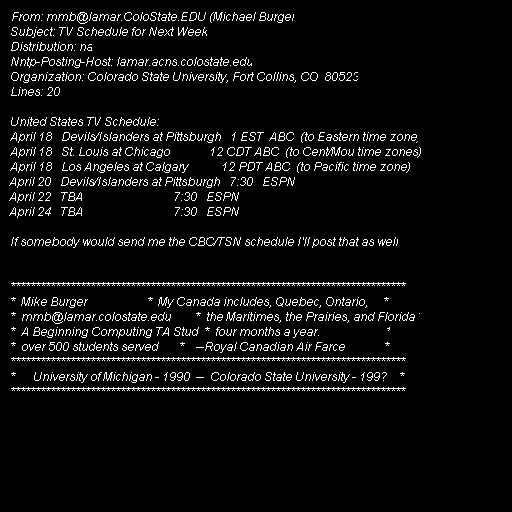 From: mmb@lamar.ColoState.EDU (Michael Burger
Subject: TV Schedule for Next Week
Distribution: na
Nntp-Posting-Host: lamar.acns.colostate.edu
Organization: Colorado State University, Fort Collins, CO  80523
Lines: 20

United States TV Schedule:
April 18   Devils/Islanders at Pittsburgh   1 EST  ABC  (to Eastern time zone,
April 18   St. Louis at Chicago            12 CDT ABC  (to Cent/Mou time zones)
April 18   Los Angeles at Calgary          12 PDT ABC  (to Pacific time zone)
April 20   Devils/Islanders at Pittsburgh   7:30   ESPN
April 22   TBA                              7:30   ESPN
April 24   TBA                              7:30   ESPN

If somebody would send me the CBC/TSN schedule I'll post that as well

*******************************************************************************
* Mike Burger                    * My Canada includes, Quebec, Ontario,     *
* mmb@lamar.colostate.edu        * the Maritimes, the Prairies, and Florida *
* A Beginning Computing TA Stud  * four months a year.                      *
* over 500 students served       *    --Royal Canadian Air Farce            *
*******************************************************************************
*      University of Michigan - 1990  --  Colorado State University - 199?    *
*******************************************************************************